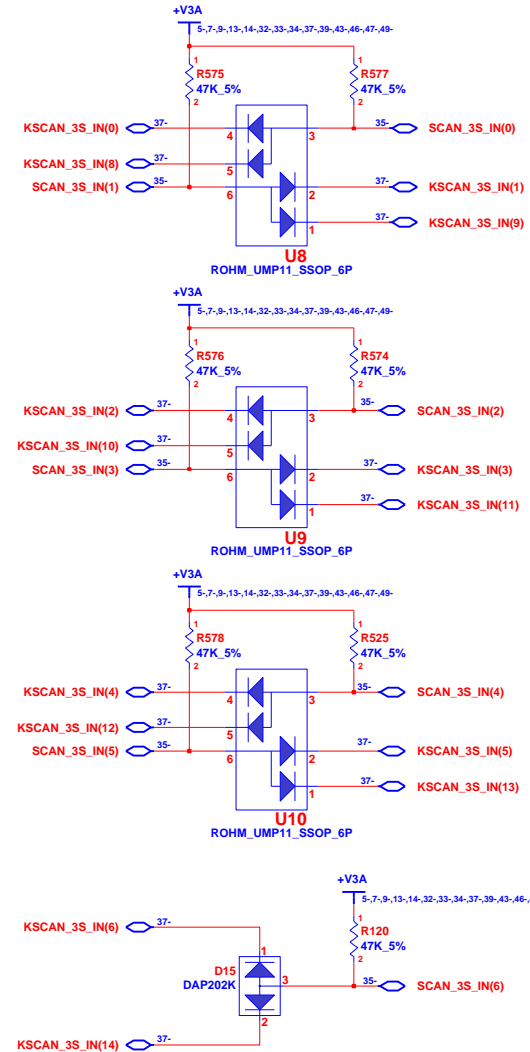 +V3A
5-,7-,9-,13-,14-,32-,33-,34-,37-,39-,43-,46-,47-,49-
1
R575
47K_5%
2
1
R577
47K_5%
2
KSCAN_3S_IN(0) 37- 4 3 35- SCAN_3S_IN(0)
KSCAN_3S_IN(8) 37- 5
SCAN_3S_IN(1) 35- 6 2 37- KSCAN_3S_IN(1)
1 37- KSCAN_3S_IN(9)
U8
ROHM_UMP11_SSOP_6P
+V3A
5-,7-,9-,13-,14-,32-,33-,34-,37-,39-,43-,46-,47-,49-
1
R576
47K_5%
2
1
R574
47K_5%
2
KSCAN_3S_IN(2) 37- 4 3 35- SCAN_3S_IN(2)
KSCAN_3S_IN(10) 37- 5
SCAN_3S_IN(3) 35- 6 2 37- KSCAN_3S_IN(3)
1 37- KSCAN_3S_IN(11)
U9
ROHM_UMP11_SSOP_6P
+V3A
5-,7-,9-,13-,14-,32-,33-,34-,37-,39-,43-,46-,47-,49-
1
R578
47K_5%
2
1
R525
47K_5%
2
KSCAN_3S_IN(4) 37- 4 3 35- SCAN_3S_IN(4)
KSCAN_3S_IN(12) 37- 5
SCAN_3S_IN(5) 35- 6 2 37- KSCAN_3S_IN(5)
1 37- KSCAN_3S_IN(13)
U10
ROHM_UMP11_SSOP_6P
+V3A
5-,7-,9-,13-,14-,32-,33-,34-,37-,39-,43-,46-,
KSCAN_3S_IN(6) 37-
1
R120
47K_5%
2
1
D15
DAP202K
3 35- SCAN_3S_IN(6)
2
KSCAN_3S_IN(14) 37-